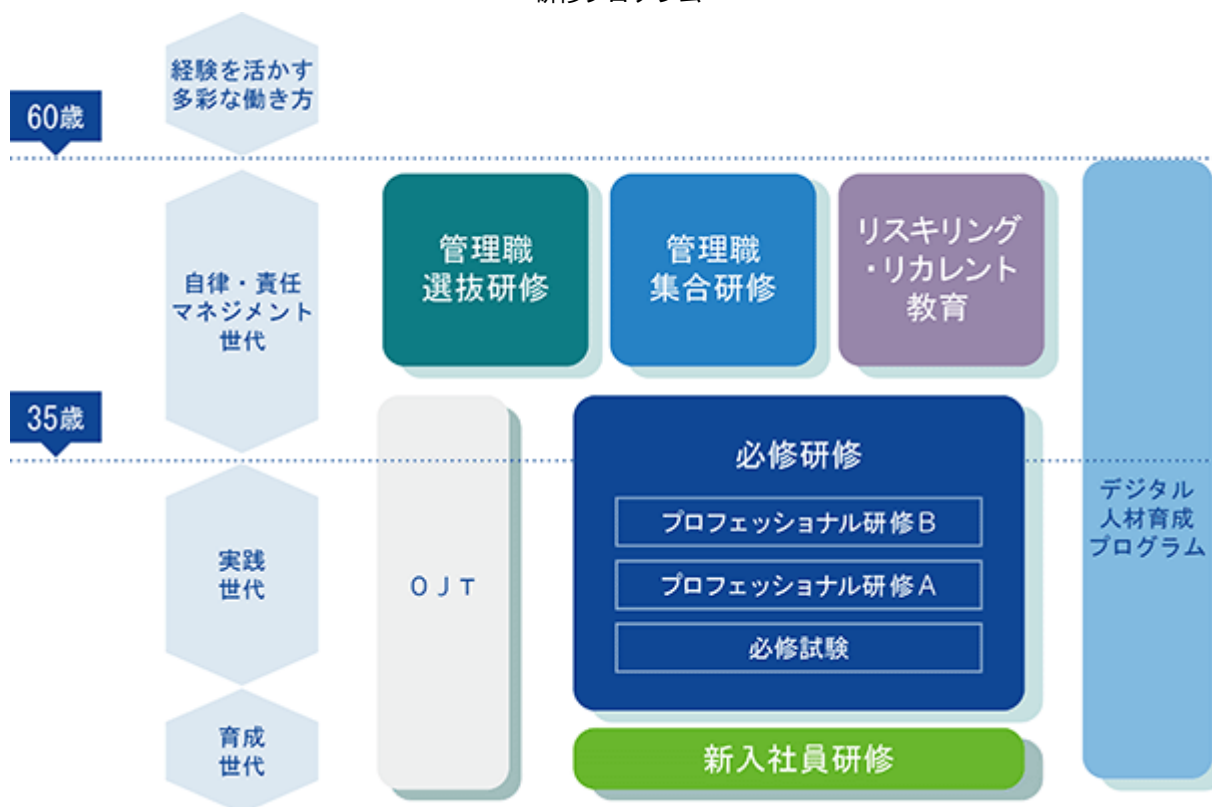 経験を活かす
多彩な働き方
60歳
管理職
選抜研修
管理職
集合研修
リスキリング
・リカレント
教育
自律・責任
マネジメント
世代
35歳
必修研修
プロフェッショナル研修B
プロフェッショナル研修A
必修試験
デジタル
人材育成
プログラム
実践
世代
OJT
育成
世代
新入社員研修